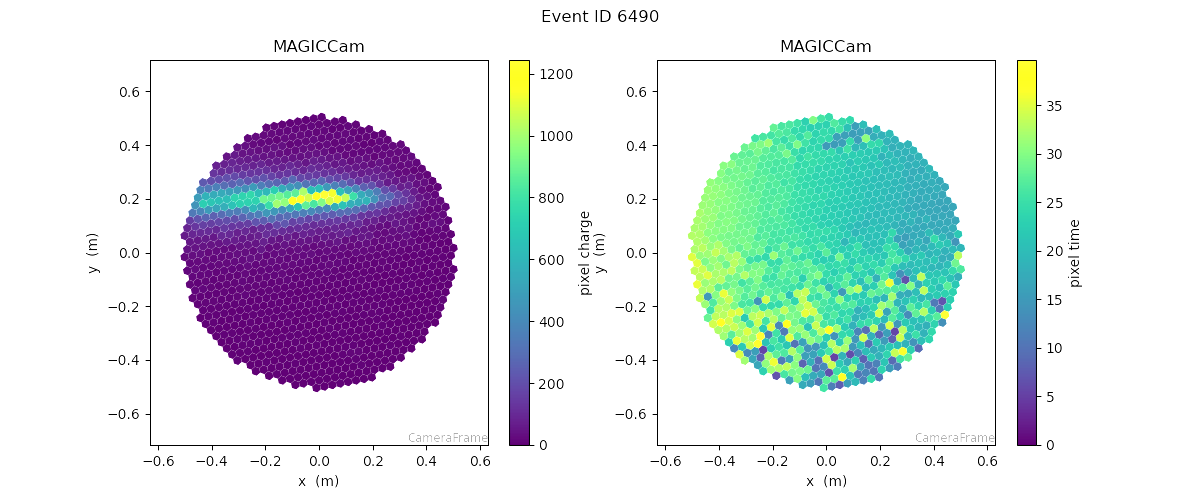 Event ID 6490
MAGICCam
MAGICCam
0.6
0.4
0.2
0.0
−0.2
−0.4
−0.6
y (m)
−0.6 −0.4 −0.2 0.0 0.2 0.4 0.6
x (m)
CameraFrame
1200
1000
800
600
400
200
0
pixel charge
0.6
0.4
0.2
0.0
−0.2
−0.4
−0.6
y (m)
−0.6 −0.4 −0.2 0.0 0.2 0.4 0.6
x (m)
CameraFrame
35
30
25
20
15
10
5
0
pixel time